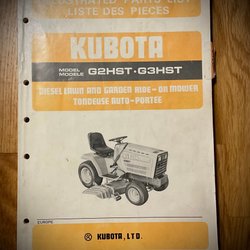 ILLUSTRATED PARTS LIST
LISTE DES PIECES
KUBOTA
MODEL
MODELE
G2HST·G3HST
DIESEL LAWN AND GARDEN RIDE-ON MOWER
TONDEUSE AUTO-PORTEE
EUROPE
KUBOTA, LTD.